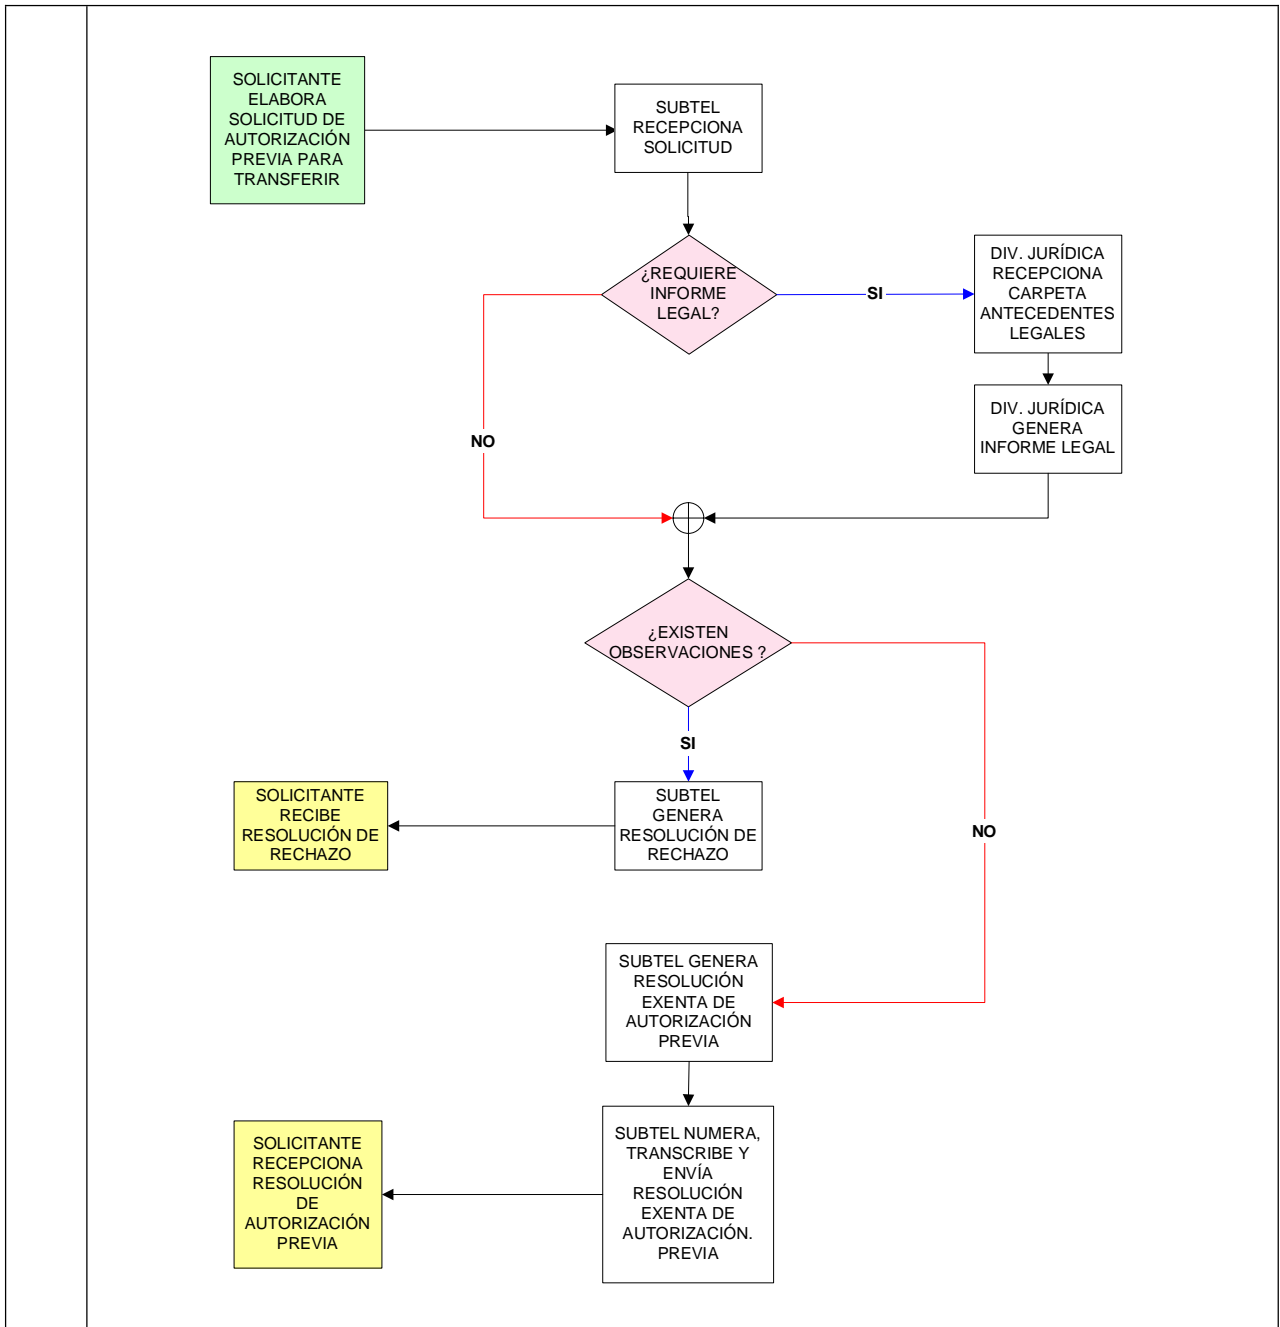 SOLICITANTE
ELABORA
SOLICITUD DE
AUTORIZACIÓN
PREVIA PARA
TRANSFERIR
SUBTEL
RECEPCIONA
SOLICITUD
¿REQUIERE
INFORME
LEGAL?
SI
DIV. JURÍDICA
RECEPCIONA
CARPETA
ANTECEDENTES
LEGALES
DIV. JURÍDICA
GENERA
INFORME LEGAL
NO
¿EXISTEN
OBSERVACIONES ?
SI
SUBTEL
GENERA
RESOLUCIÓN DE
RECHAZO
SOLICITANTE
RECIBE
RESOLUCIÓN DE
RECHAZO
NO
SUBTEL GENERA
RESOLUCIÓN
EXENTA DE
AUTORIZACIÓN
PREVIA
SUBTEL NUMERA,
TRANSCRIBE Y
ENVÍA
RESOLUCIÓN
EXENTA DE
AUTORIZACIÓN.
PREVIA
SOLICITANTE
RECEPCIONA
RESOLUCIÓN
DE
AUTORIZACIÓN
PREVIA